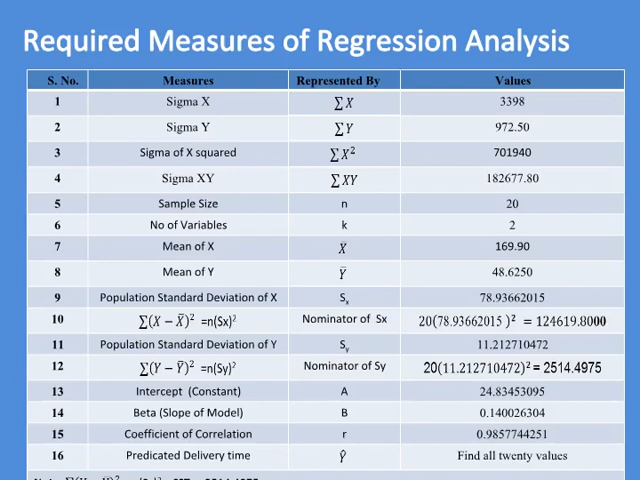 Required Measures of Regression Analysis
S. No. Measures Represented By Values
1 Sigma X ∑X 3398
2 Sigma Y ∑Y 972.50
3 Sigma of X squared ∑X² 701940
4 Sigma XY ∑XY 182677.80
5 Sample Size n 20
6 No of Variables k 2
7 Mean of X X̄ 169.90
8 Mean of Y Ȳ 48.6250
9 Population Standard Deviation of X Sₓ 78.93662015
10 ∑(X − X̄)² =n(Sx)² Nominator of Sx 20(78.93662015 )² = 124619.8000
11 Population Standard Deviation of Y Sᵧ 11.212710472
12 ∑(Y − Ȳ)² =n(Sy)² Nominator of Sy 20(11.212710472)² = 2514.4975
13 Intercept (Constant) A 24.83453095
14 Beta (Slope of Model) B 0.140026304
15 Coefficient of Correlation r 0.9857744251
16 Predicated Delivery time Ŷ Find all twenty values